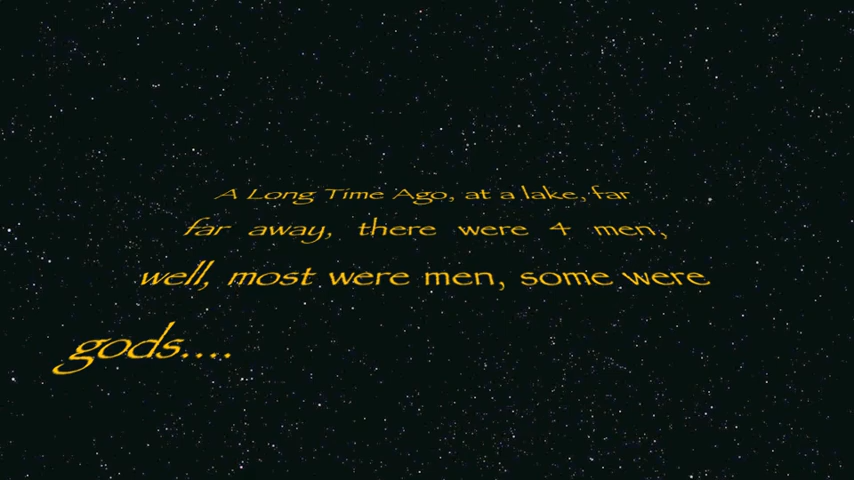 A Long Time Ago, at a lake, far
far away, there were 4 men,
well, most were men, some were
gods....